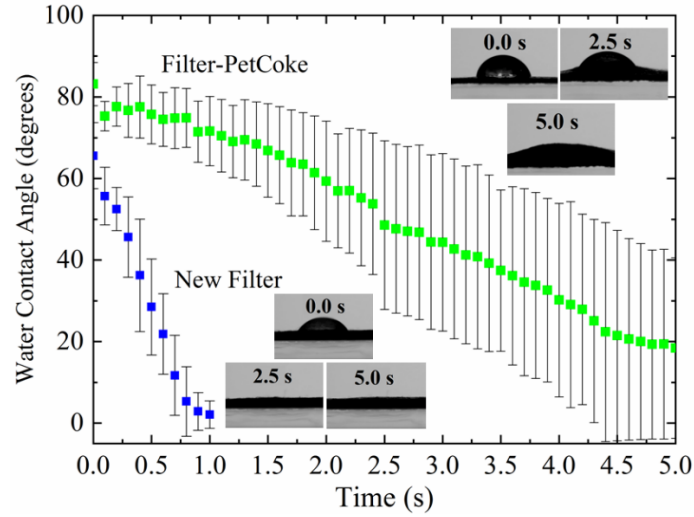 100
80
60
40
20
0
Water Contact Angle (degrees)
Filter-PetCoke
0.0 s
2.5 s
5.0 s
New Filter
0.0 s
2.5 s
5.0 s
0.0 0.5 1.0 1.5 2.0 2.5 3.0 3.5 4.0 4.5 5.0
Time (s)